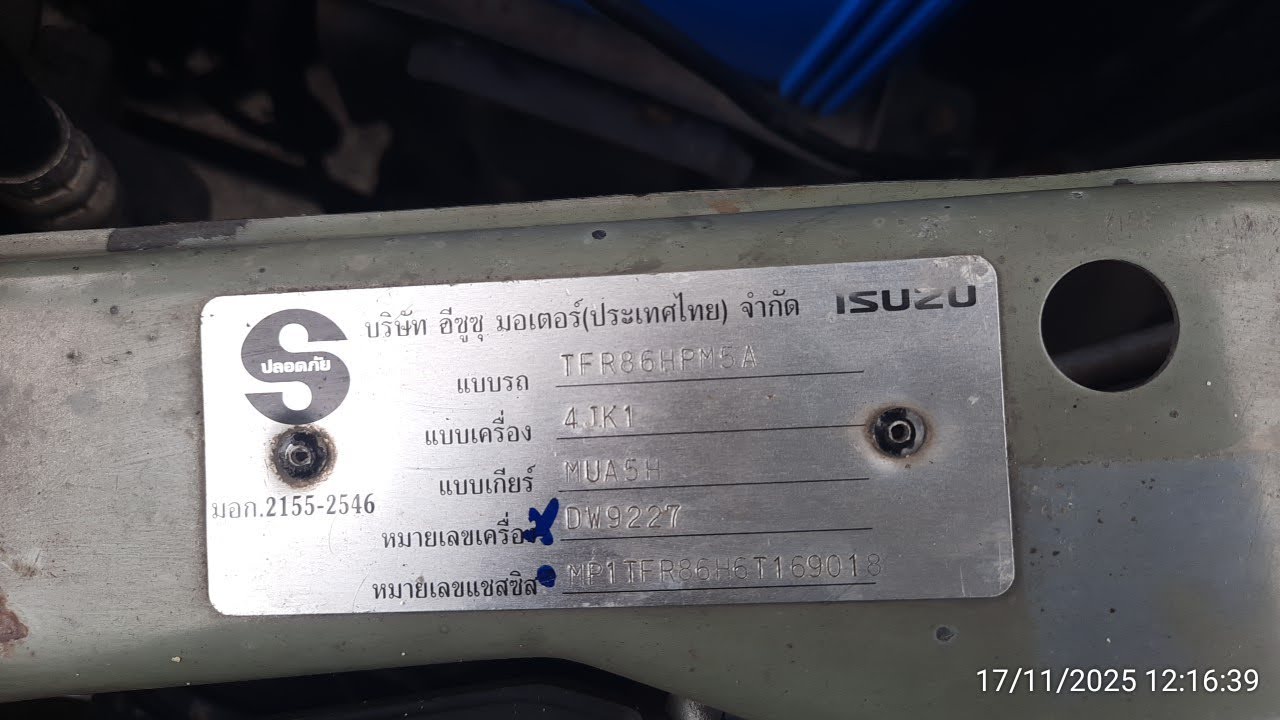 บริษัท อีซูซุ มอเตอร์(ประเทศไทย) จำกัด ISUZU
ปลอดภัย
แบบรถ TFR86HPM5A
แบบเครื่อง 4JK1
แบบเกียร์ MUA5H
มอก.2155-2546
หมายเลขเครื่อง DW9227
หมายเลขแชสซิส MP1TFR86H6T169018
17/11/2025 12:16:39